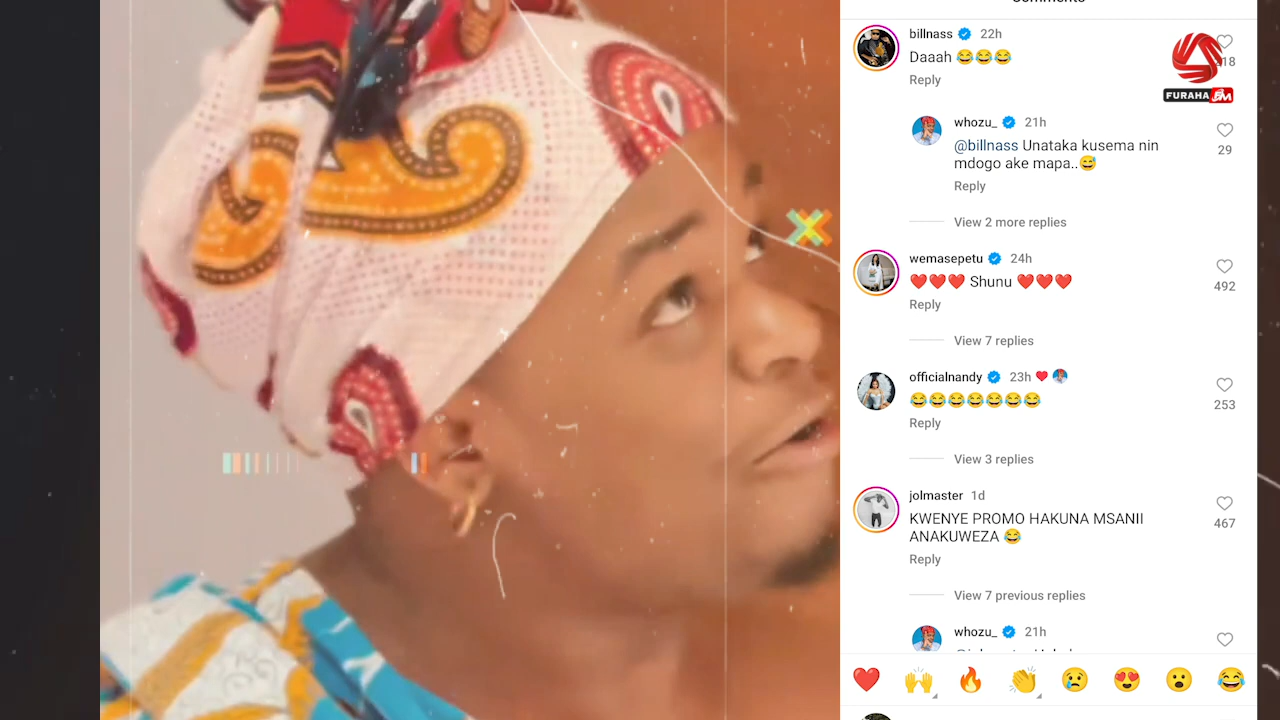 Comments
billnass 22h
Daaah 😂😂😂
18
Reply
FURAHA FM
whozu_ 21h
@billnass Unataka kusema nin
mdogo ake mapa..😅
29
Reply
View 2 more replies
wemasepetu 24h
❤️❤️❤️ Shunu ❤️❤️❤️
492
Reply
View 7 replies
officialnandy 23h
😂😂😂😂😂😂😂
253
Reply
View 3 replies
jolmaster 1d
KWENYE PROMO HAKUNA MSANII
ANAKUWEZA 😂
467
Reply
View 7 previous replies
whozu_ 21h